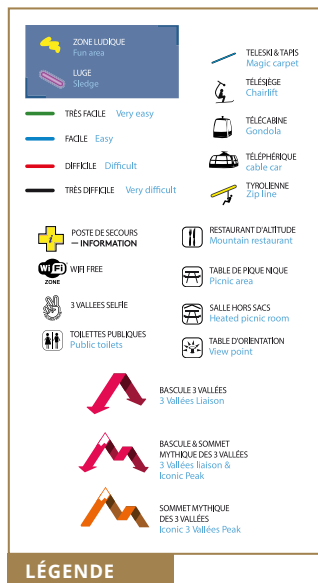 ZONE LUDIQUE
Fun area
LUGE
Sledge
TRÈS FACILE Very easy
FACILE Easy
DIFFICILE Difficult
TRÈS DIFFICILE Very difficult
TELESKI & TAPIS
Magic carpet
TÉLÉSIÈGE
Chairlift
TÉLÉCABINE
Gondola
TÉLÉPHÉRIQUE
cable car
TYROLIENNE
Zip line
POSTE DE SECOURS
— INFORMATION
WiFi
ZONE
WIFI FREE
3 VALLEES SELFIE
TOILETTES PUBLIQUES
Public toilets
RESTAURANT D'ALTITUDE
Mountain restaurant
TABLE DE PIQUE NIQUE
Picnic area
SALLE HORS SACS
Heated picnic room
TABLE D'ORIENTATION
View point
BASCULE 3 VALLÉES
3 Vallées Liaison
BASCULE & SOMMET
MYTHIQUE DES 3 VALLÉES
3 Vallées liaison &
Iconic Peak
SOMMET MYTHIQUE
DES 3 VALLÉES
Iconic 3 Vallées Peak
LÉGENDE